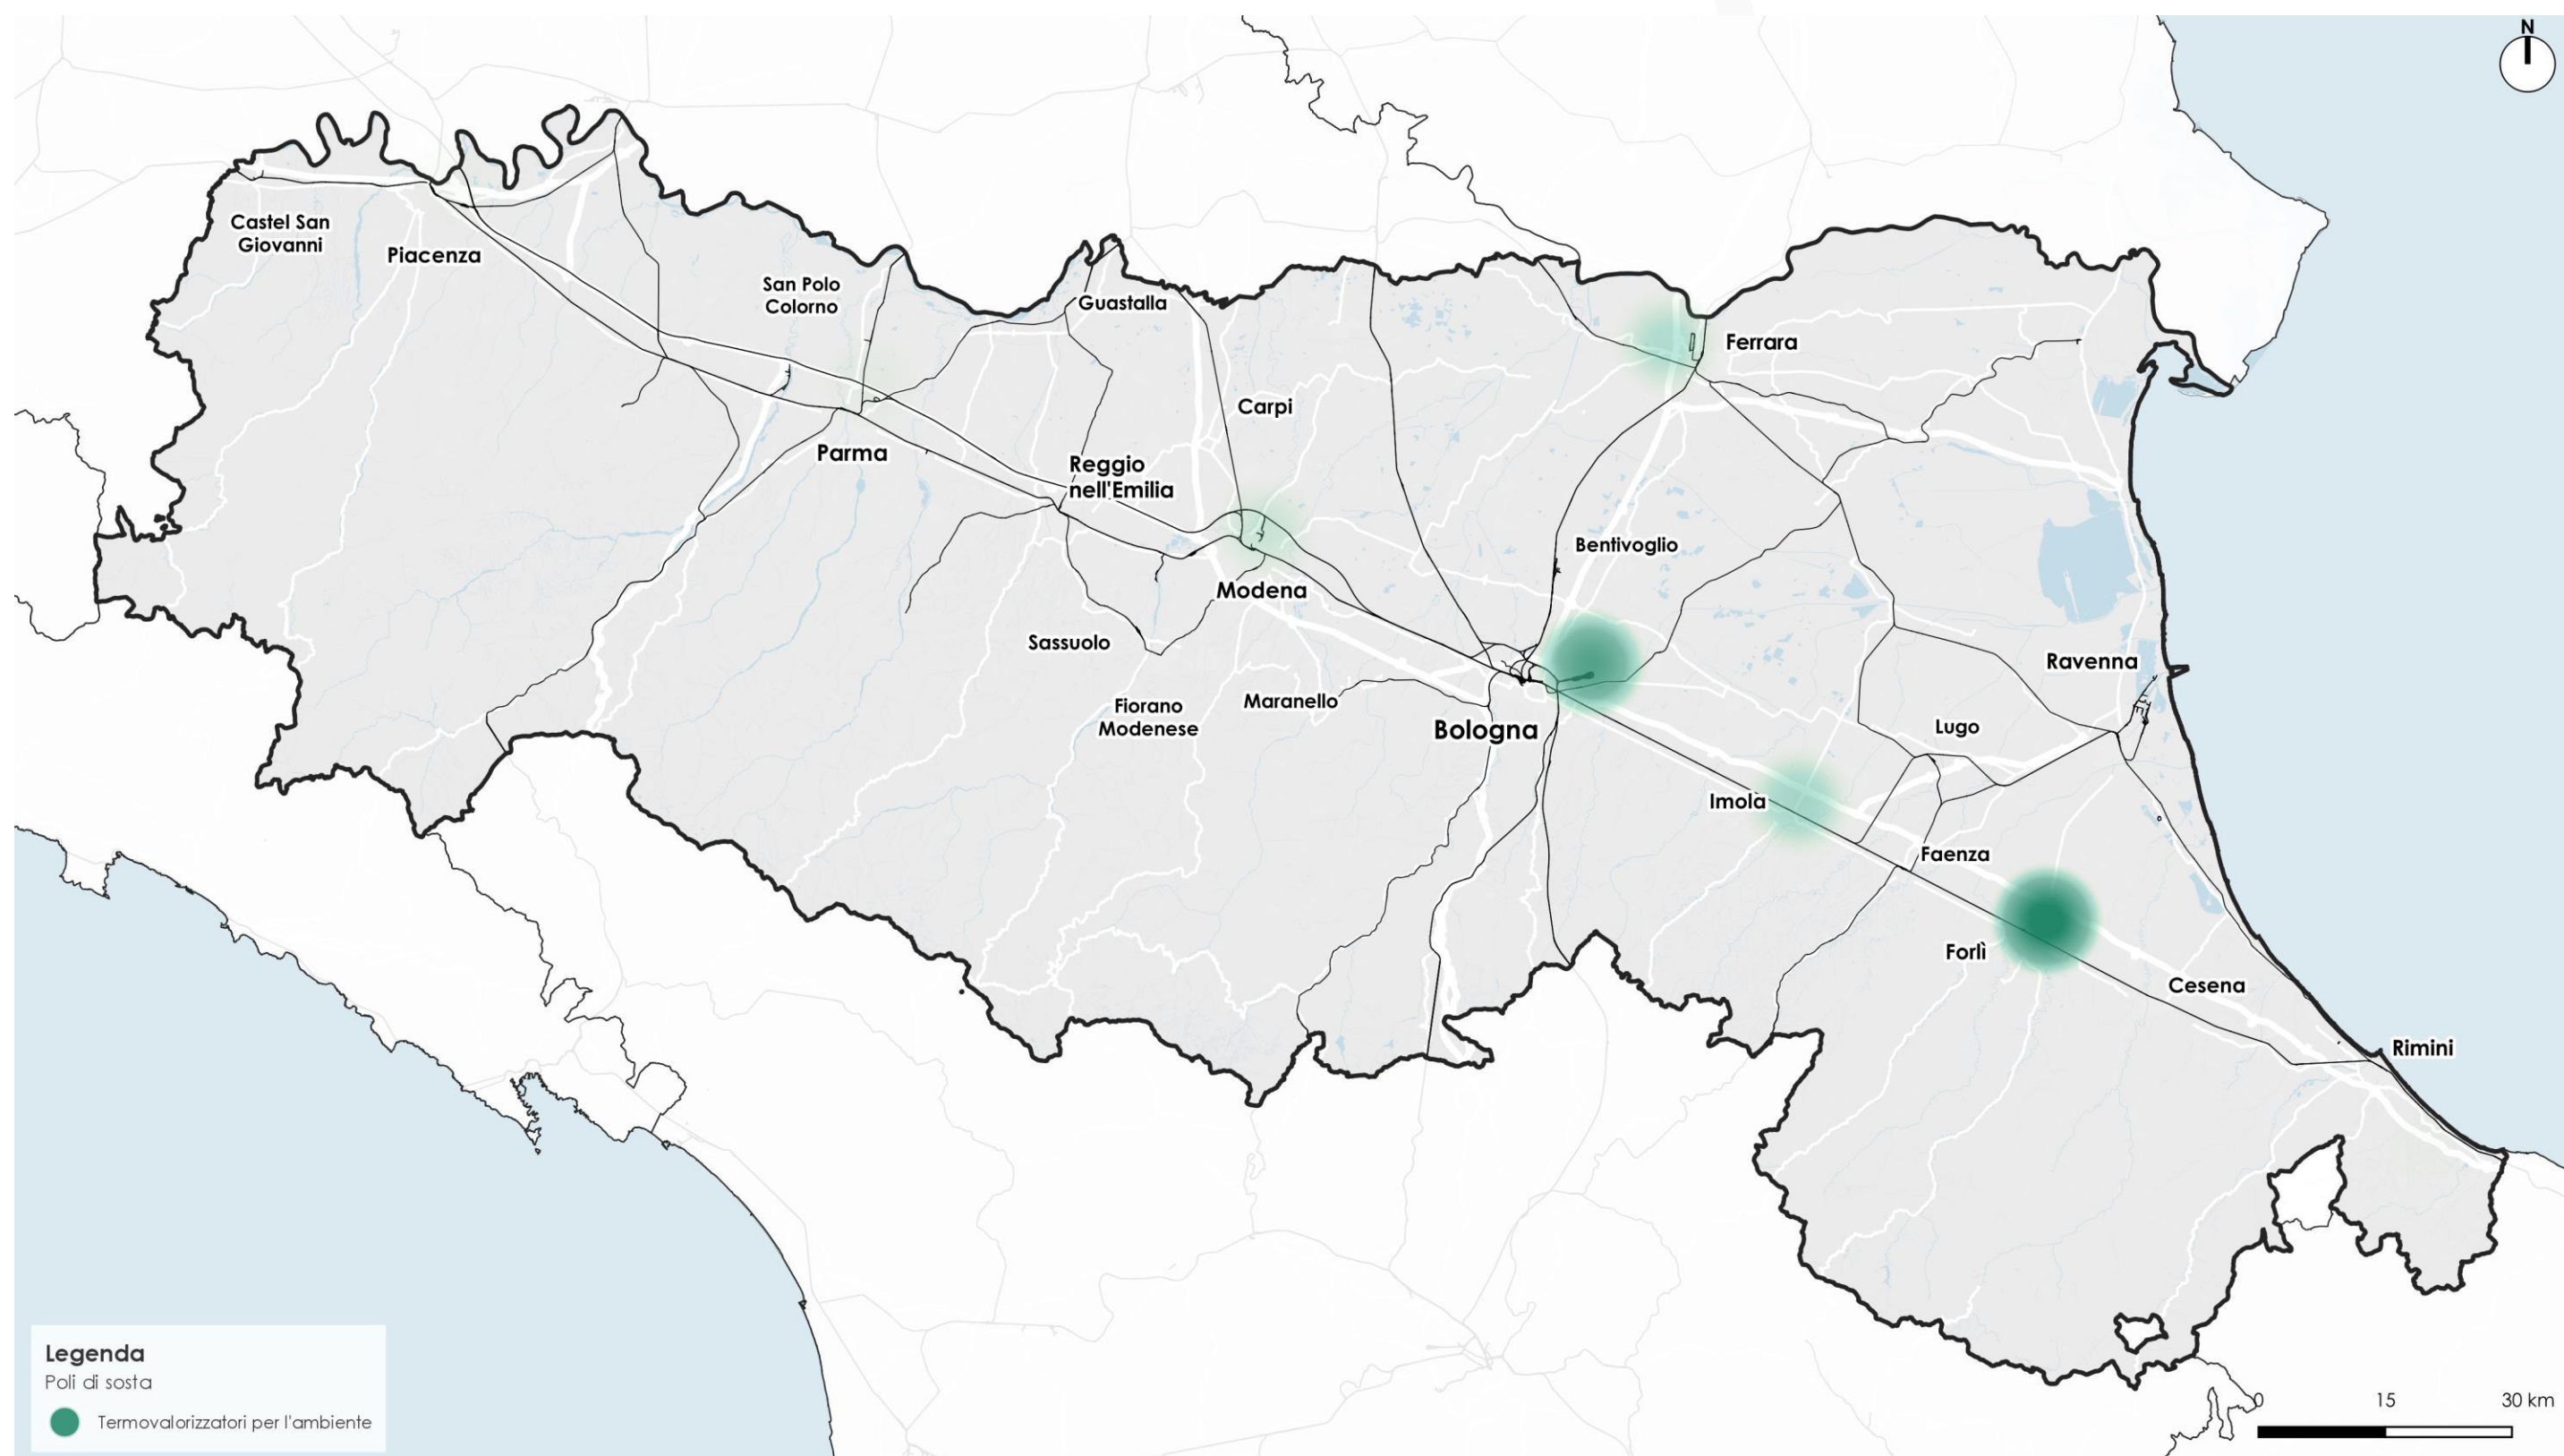 N
Castel San
Giovanni
Piacenza
San Polo
Colorno
Guastalla
Ferrara
Carpi
Parma
Reggio
nell'Emilia
Bentivoglio
Modena
Sassuolo
Ravenna
Fiorano
Modenese
Maranello
Bologna
Lugo
Imola
Faenza
Forlì
Cesena
Rimini
Legenda
Poli di sosta
Termovalorizzatori per l'ambiente
0 15 30 km